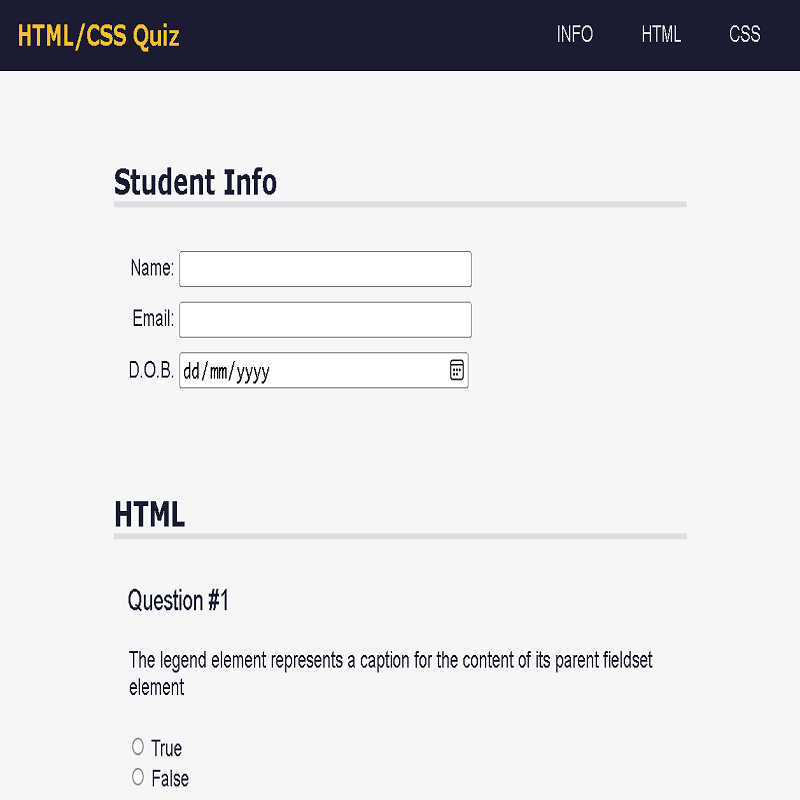 HTML/CSS Quiz
INFO
HTML
CSS
Student Info
Name:
Email:
D.O.B.
dd/mm/yyyy
HTML
Question #1
The legend element represents a caption for the content of its parent fieldset
element
True
False